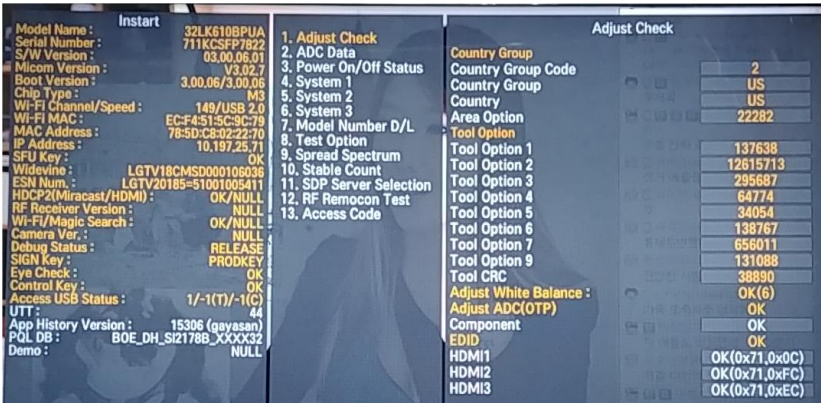 Instart
Model Name : 32LK610BPUA
Serial Number : 711KCSFP7822
S/W Version : 03,00,06,01
Micom Version : V3,02,7
Boot Version : 3,00,06/3,00,06
Chip Type : M3
Wi-Fi Channel/Speed : 149/USB 2,0
Wi-Fi MAC : EC:F4:51:5C:9C:79
MAC Address : 78:5D:C8:02:22:70
IP Address : 10,197,25,71
SFU Key : OK
Widevine : LGTV18CMSD000106036
ESN Num. : LGTV20185=51001005411
HDCP2(Miracast/HDMI) : OK/NULL
RF Receiver Version : NULL
Wi-Fi/Magic Search : OK/NULL
Camera Ver. : NULL
Debug Status : RELEASE
SIGN Key : PRODKEY
Eye Check : OK
Control Key : OK
Access USB Status : 1/-1(T)/-1(C)
UTT : 44
App History Version : 15306 (gayasan)
PQL DB : BOE_DH_SI2178B_XXXX32
Demo : NULL
1. Adjust Check
2. ADC Data
3. Power On/Off Status
4. System 1
5. System 2
6. System 3
7. Model Number D/L
8. Test Option
9. Spread Spectrum
10. Stable Count
11. SDP Server Selection
12. RF Remocon Test
13. Access Code
Adjust Check
Country Group
Country Group Code 2
Country Group US
Country US
Area Option 22282
Tool Option
Tool Option 1 137638
Tool Option 2 12615713
Tool Option 3 295687
Tool Option 4 64774
Tool Option 5 34054
Tool Option 6 138767
Tool Option 7 656011
Tool Option 9 131088
Tool CRC 38890
Adjust White Balance : OK(6)
Adjust ADC(OTP) OK
Component OK
EDID OK
HDMI1 OK(0x71,0x0C)
HDMI2 OK(0x71,0xFC)
HDMI3 OK(0x71,0xEC)